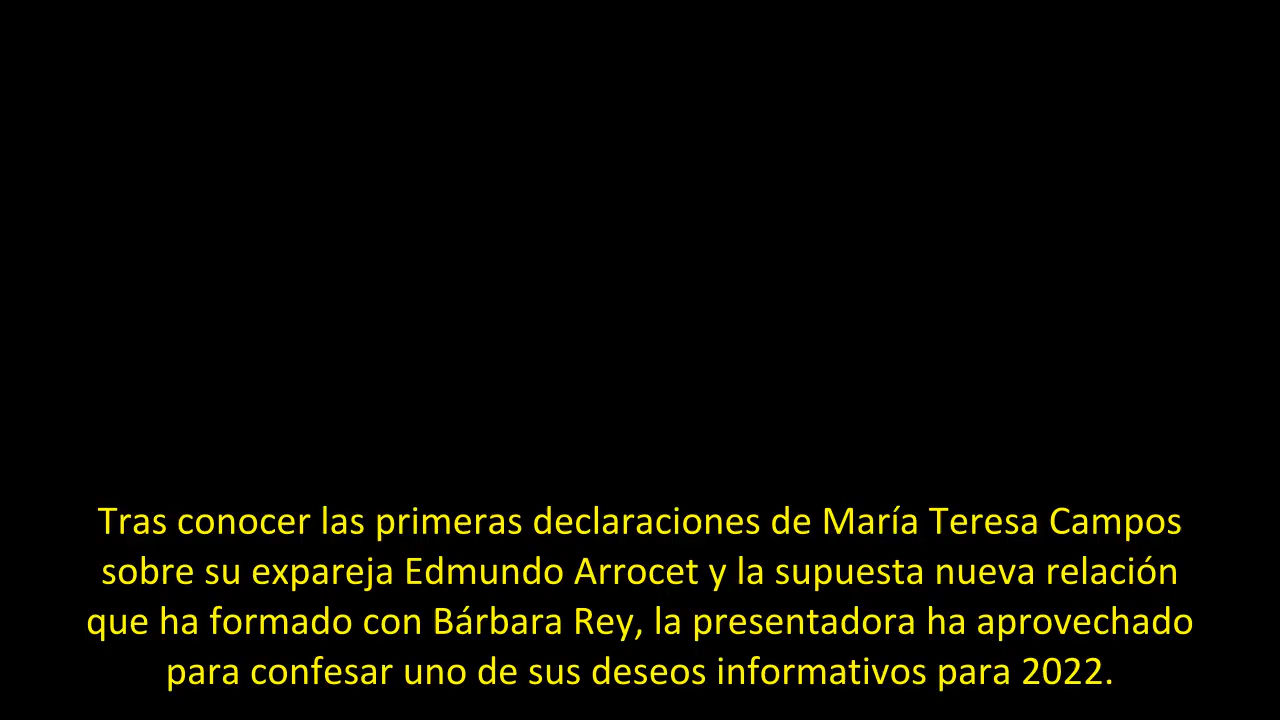 Tras conocer las primeras declaraciones de María Teresa Campos
sobre su expareja Edmundo Arrocet y la supuesta nueva relación
que ha formado con Bárbara Rey, la presentadora ha aprovechado
para confesar uno de sus deseos informativos para 2022.